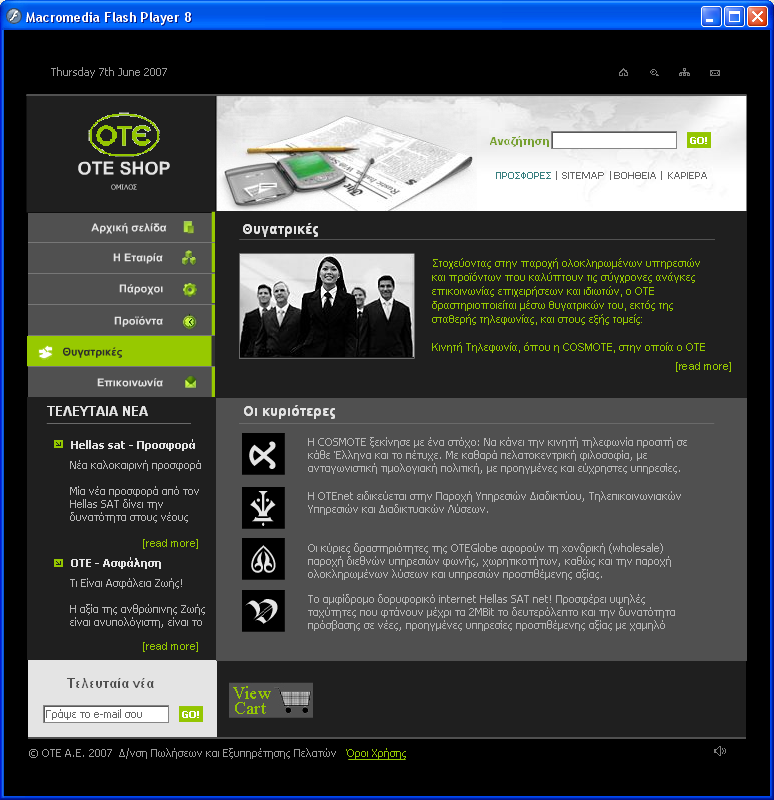 Macromedia Flash Player 8
Thursday 7th June 2007
OTE
OTE SHOP
ΟΜΙΛΟΣ
Αναζήτηση
GO!
ΠΡΟΣΦΟΡΕΣ | SITEMAP | ΒΟΗΘΕΙΑ | ΚΑΡΙΕΡΑ
Αρχική σελίδα
Η Εταιρία
Πάροχοι
Προϊόντα
Θυγατρικές
Επικοινωνία
Θυγατρικές
Στοχεύοντας στην παροχή ολοκληρωμένων υπηρεσιών
και προϊόντων που καλύπτουν τις σύγχρονες ανάγκες
επικοινωνίας επιχειρήσεων και ιδιωτών, ο ΟΤΕ
δραστηριοποιείται μέσω θυγατρικών του, εκτός της
σταθερής τηλεφωνίας, και στους εξής τομείς:
Κινητή Τηλεφωνία, όπου η COSMOTE, στην οποία ο ΟΤΕ
[read more]
ΤΕΛΕΥΤΑΙΑ ΝΕΑ
Hellas sat - Προσφορά
Νέα καλοκαιρινή προσφορά
Μία νέα προσφορά από τον
Hellas SAT δίνει την
δυνατότητα στους νέους
[read more]
ΟΤΕ - Ασφάληση
Τι Είναι Ασφάλεια Ζωής!
Η αξία της ανθρώπινης Ζωής
είναι ανυπολόγιστη, είναι το
[read more]
Οι κυριότερες
Η COSMOTE ξεκίνησε με ένα στόχο: Να κάνει την κινητή τηλεφωνία προσιτή σε
κάθε Έλληνα και το πέτυχε. Με καθαρά πελατοκεντρική φιλοσοφία, με
ανταγωνιστική τιμολογιακή πολιτική, με προηγμένες και εύχρηστες υπηρεσίες.
Η OTEnet ειδικεύεται στην Παροχή Υπηρεσιών Διαδικτύου, Τηλεπικοινωνιακών
Υπηρεσιών και Διαδικτυακών Λύσεων.
Οι κύριες δραστηριότητες της OTEGlobe αφορούν τη χονδρική (wholesale)
παροχή διεθνών υπηρεσιών φωνής, χωρητικοτήτων, καθώς και την παροχή
ολοκληρωμένων λύσεων και υπηρεσιών προστιθέμενης αξίας.
Το αμφίδρομο δορυφορικό internet Hellas SAT net! Προσφέρει υψηλές
ταχύτητες που φτάνουν μέχρι τα 2MBit το δευτερόλεπτο και την δυνατότητα
πρόσβασης σε νέες, προηγμένες υπηρεσίες προστιθέμενης αξίας με χαμηλό
Τελευταία νέα
Γράψε το e-mail σου
GO!
View
Cart
© ΟΤΕ Α.Ε. 2007 Δ/νση Πωλήσεων και Εξυπηρέτησης Πελατών Όροι Χρήσης